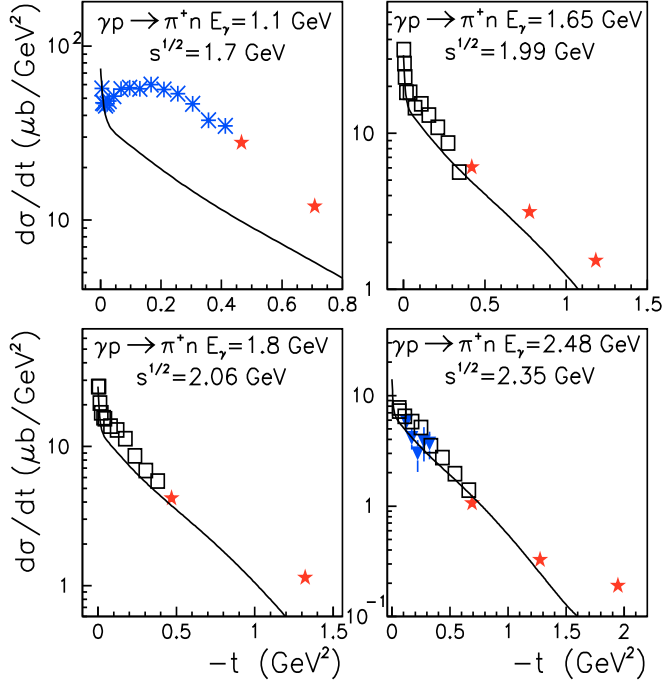 γp → π⁺n E_γ=1.1 GeV
s^{1/2}=1.7 GeV
dσ/dt (μb/GeV²)
10²
10
0 0.2 0.4 0.6 0.8
γp → π⁺n E_γ=1.65 GeV
s^{1/2}=1.99 GeV
10
1
0 0.5 1 1.5
γp → π⁺n E_γ=1.8 GeV
s^{1/2}=2.06 GeV
dσ/dt (μb/GeV²)
10
1
0 0.5 1 1.5
−t (GeV²)
γp → π⁺n E_γ=2.48 GeV
s^{1/2}=2.35 GeV
10
1
10⁻¹
0 0.5 1 1.5 2
−t (GeV²)